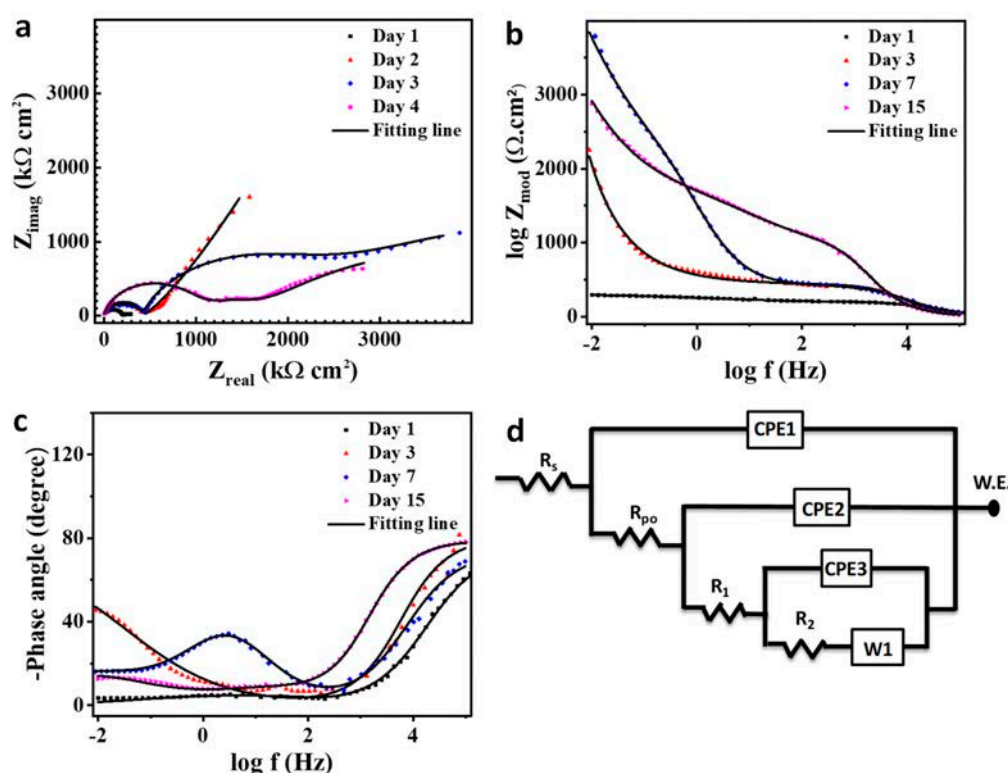 a
Day 1
Day 2
Day 3
Day 4
Fitting line
4000
3000
2000
1000
0
0 1000 2000 3000
Z_imag (kΩ cm²)
Z_real (kΩ cm²)
b
Day 1
Day 3
Day 7
Day 15
Fitting line
4000
2000
0
-2 0 2 4
log Z_mod (Ω.cm²)
log f (Hz)
c
Day 1
Day 3
Day 7
Day 15
Fitting line
120
80
40
0
-2 0 2 4
-Phase angle ((degree)
log f (Hz)
d
CPE1
R_s
W.E.
R_po
CPE2
CPE3
R_1
R_2
W1